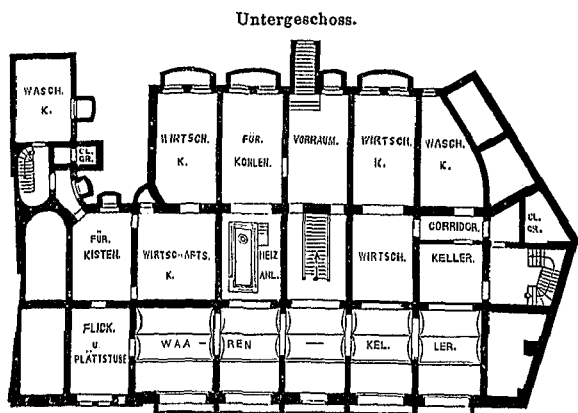 Untergeschoss.
WASCH.
K.
WIRTSCH.
K.
FÜR.
KOHLEN.
VORRAUM.
WIRTSCH.
K.
WASCH.
K.
CL.
GR.
CL.
GR.
FÜR.
KISTEN.
WIRTSCHAFTS.
K.
HEIZ
ANL.
WIRTSCH.
CORRIDOR.
KELLER.
FLICK.
U.
PLÄTTSTUBE
WAA — REN — KEL. LER.